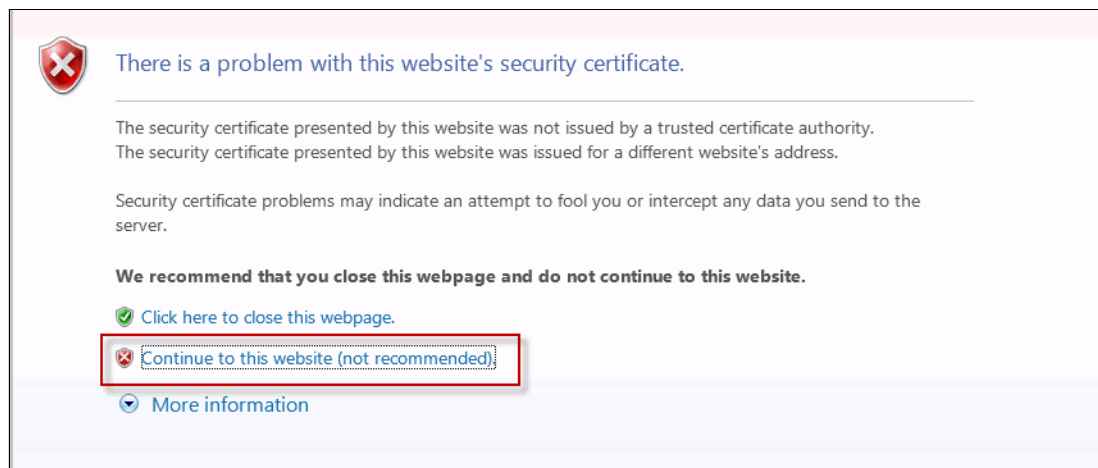 There is a problem with this website's security certificate.
The security certificate presented by this website was not issued by a trusted certificate authority.
The security certificate presented by this website was issued for a different website's address.
Security certificate problems may indicate an attempt to fool you or intercept any data you send to the
server.
We recommend that you close this webpage and do not continue to this website.
Click here to close this webpage.
Continue to this website (not recommended).
More information